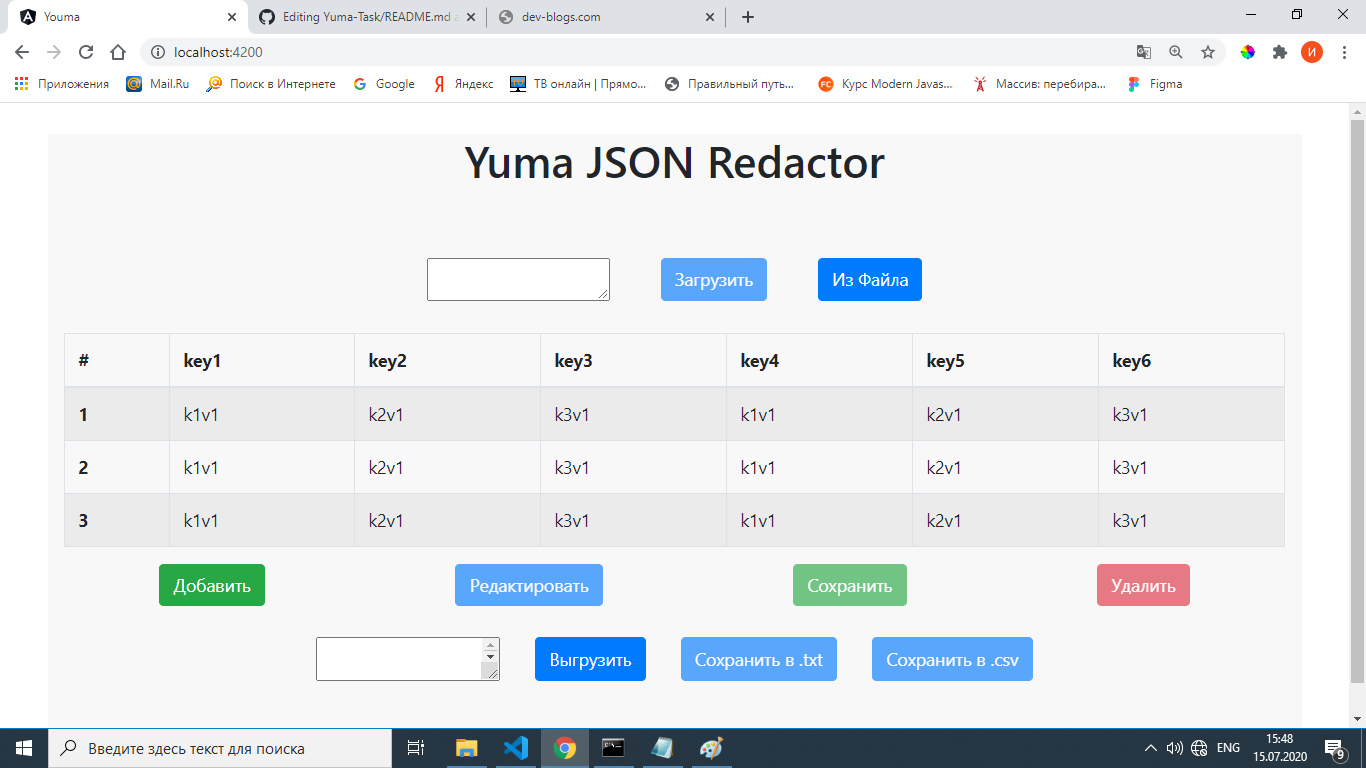 Youma
Editing Yuma-Task/README.md a
dev-blogs.com
localhost:4200
И
Приложения
Mail.Ru
Поиск в Интернете
Google
Яндекс
ТВ онлайн | Прямо...
Правильный путь...
FC
Курс Modern Javas...
Массив: перебира...
Figma
Yuma JSON Redactor
Загрузить
Из Файла
# key1 key2 key3 key4 key5 key6
1 k1v1 k2v1 k3v1 k1v1 k2v1 k3v1
2 k1v1 k2v1 k3v1 k1v1 k2v1 k3v1
3 k1v1 k2v1 k3v1 k1v1 k2v1 k3v1
Добавить
Редактировать
Сохранить
Удалить
Выгрузить
Сохранить в .txt
Сохранить в .csv
Введите здесь текст для поиска
ENG
15:48
15.07.2020
9